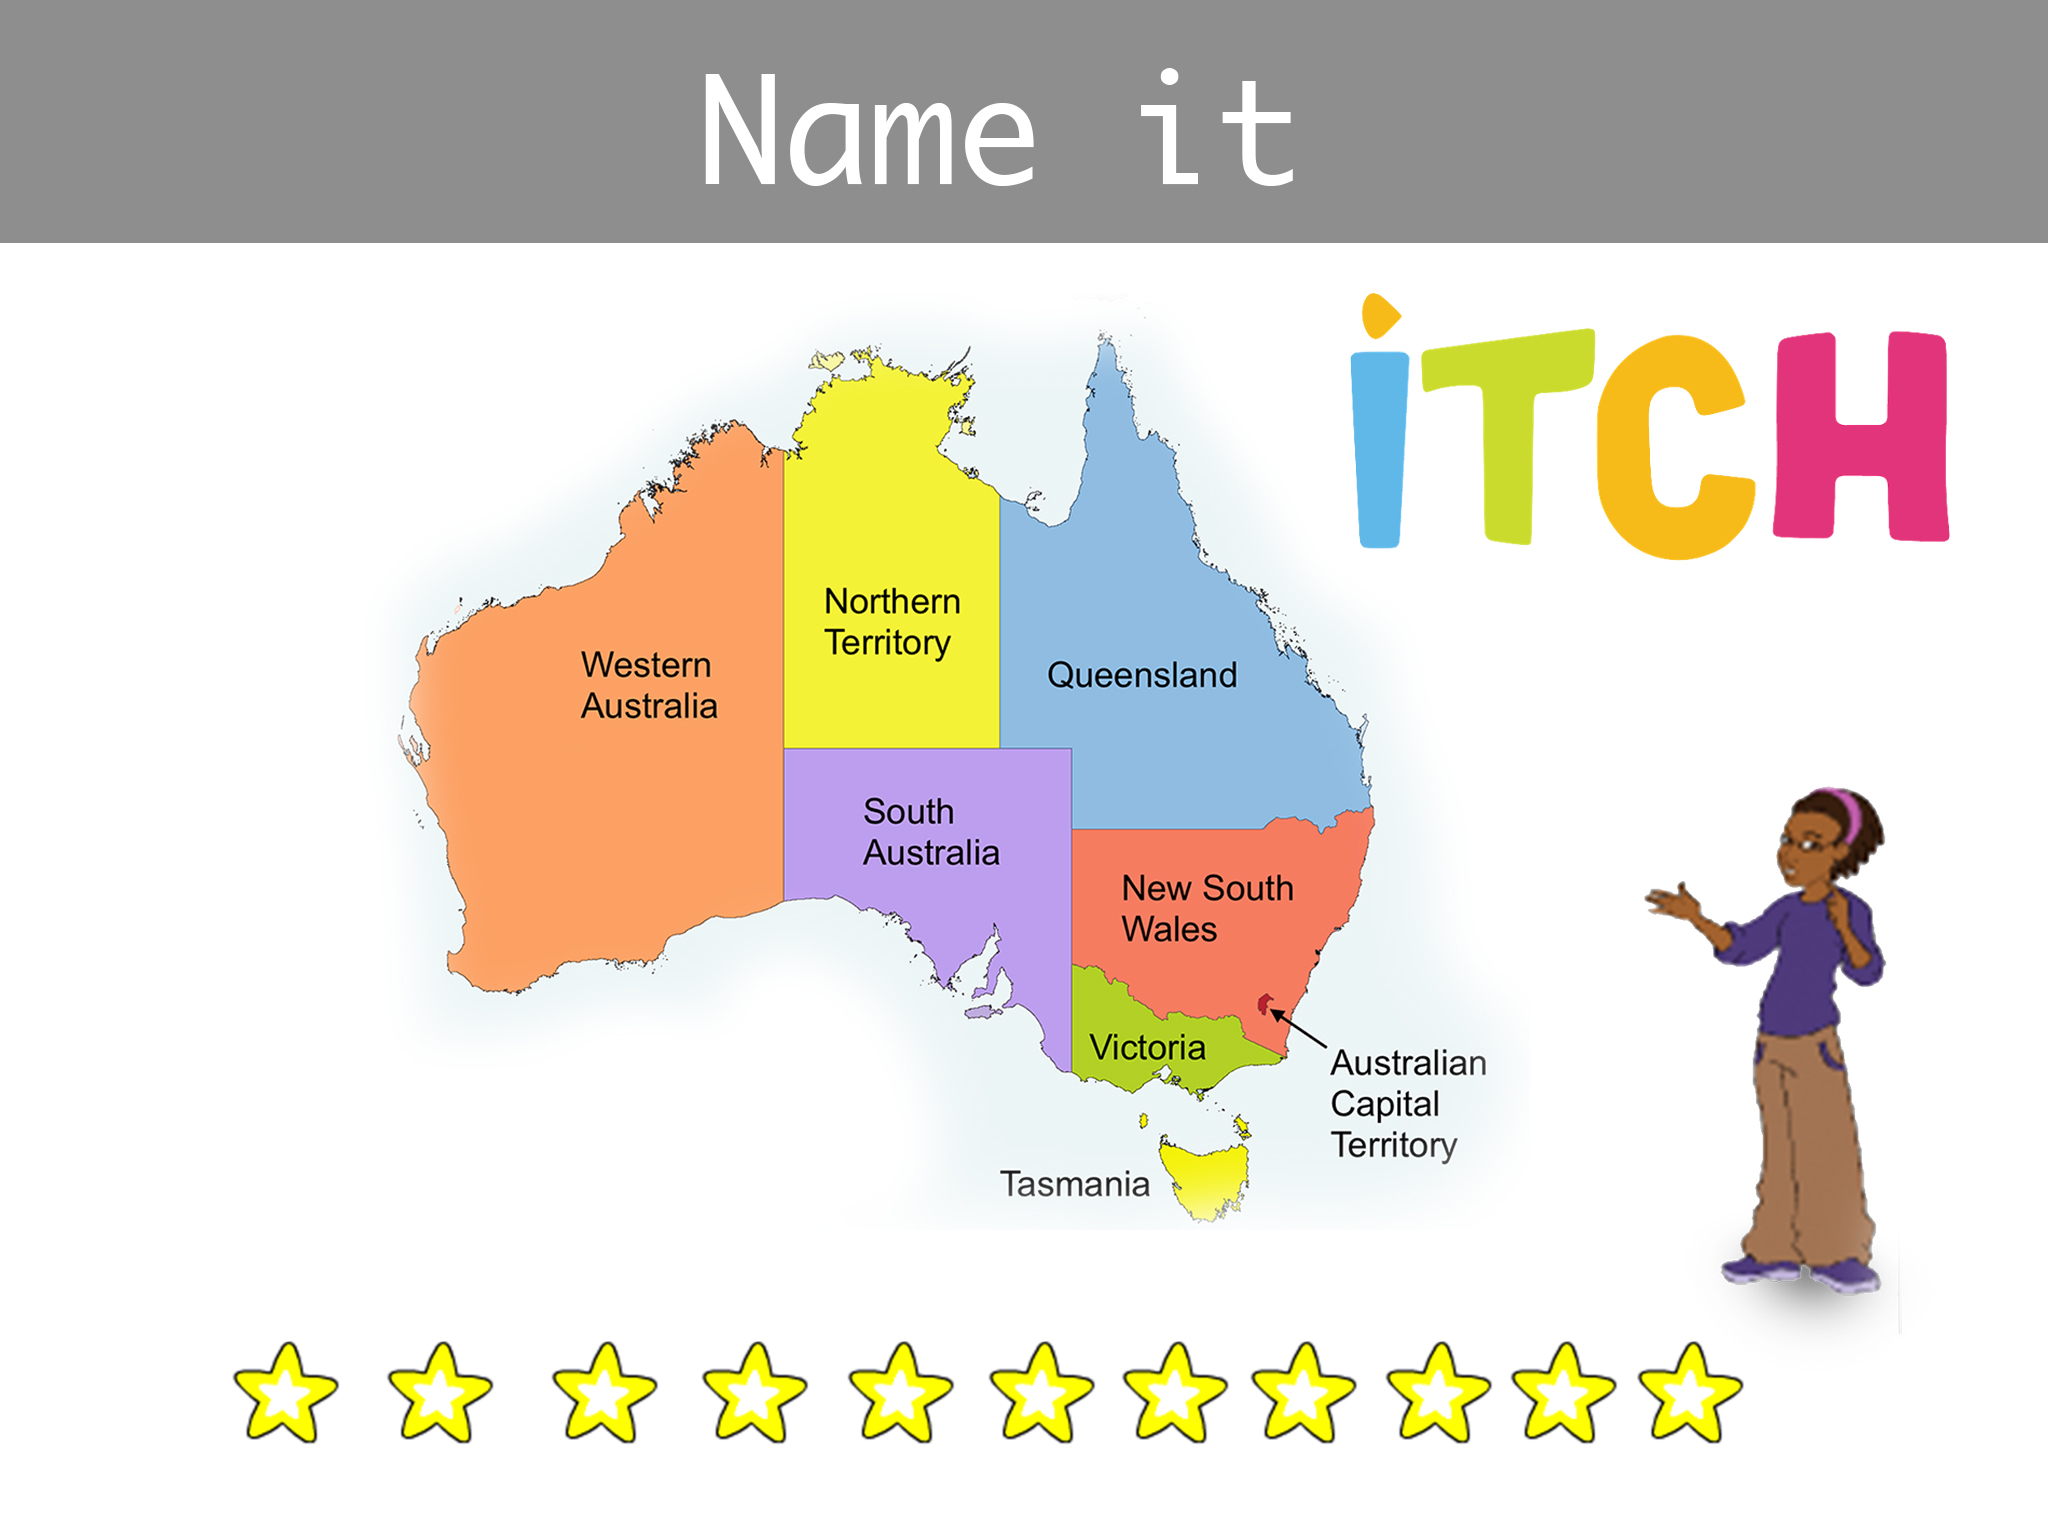 Name it
iTCH
Northern
Territory
Western
Australia
Queensland
South
Australia
New South
Wales
Victoria
Australian
Capital
Territory
Tasmania